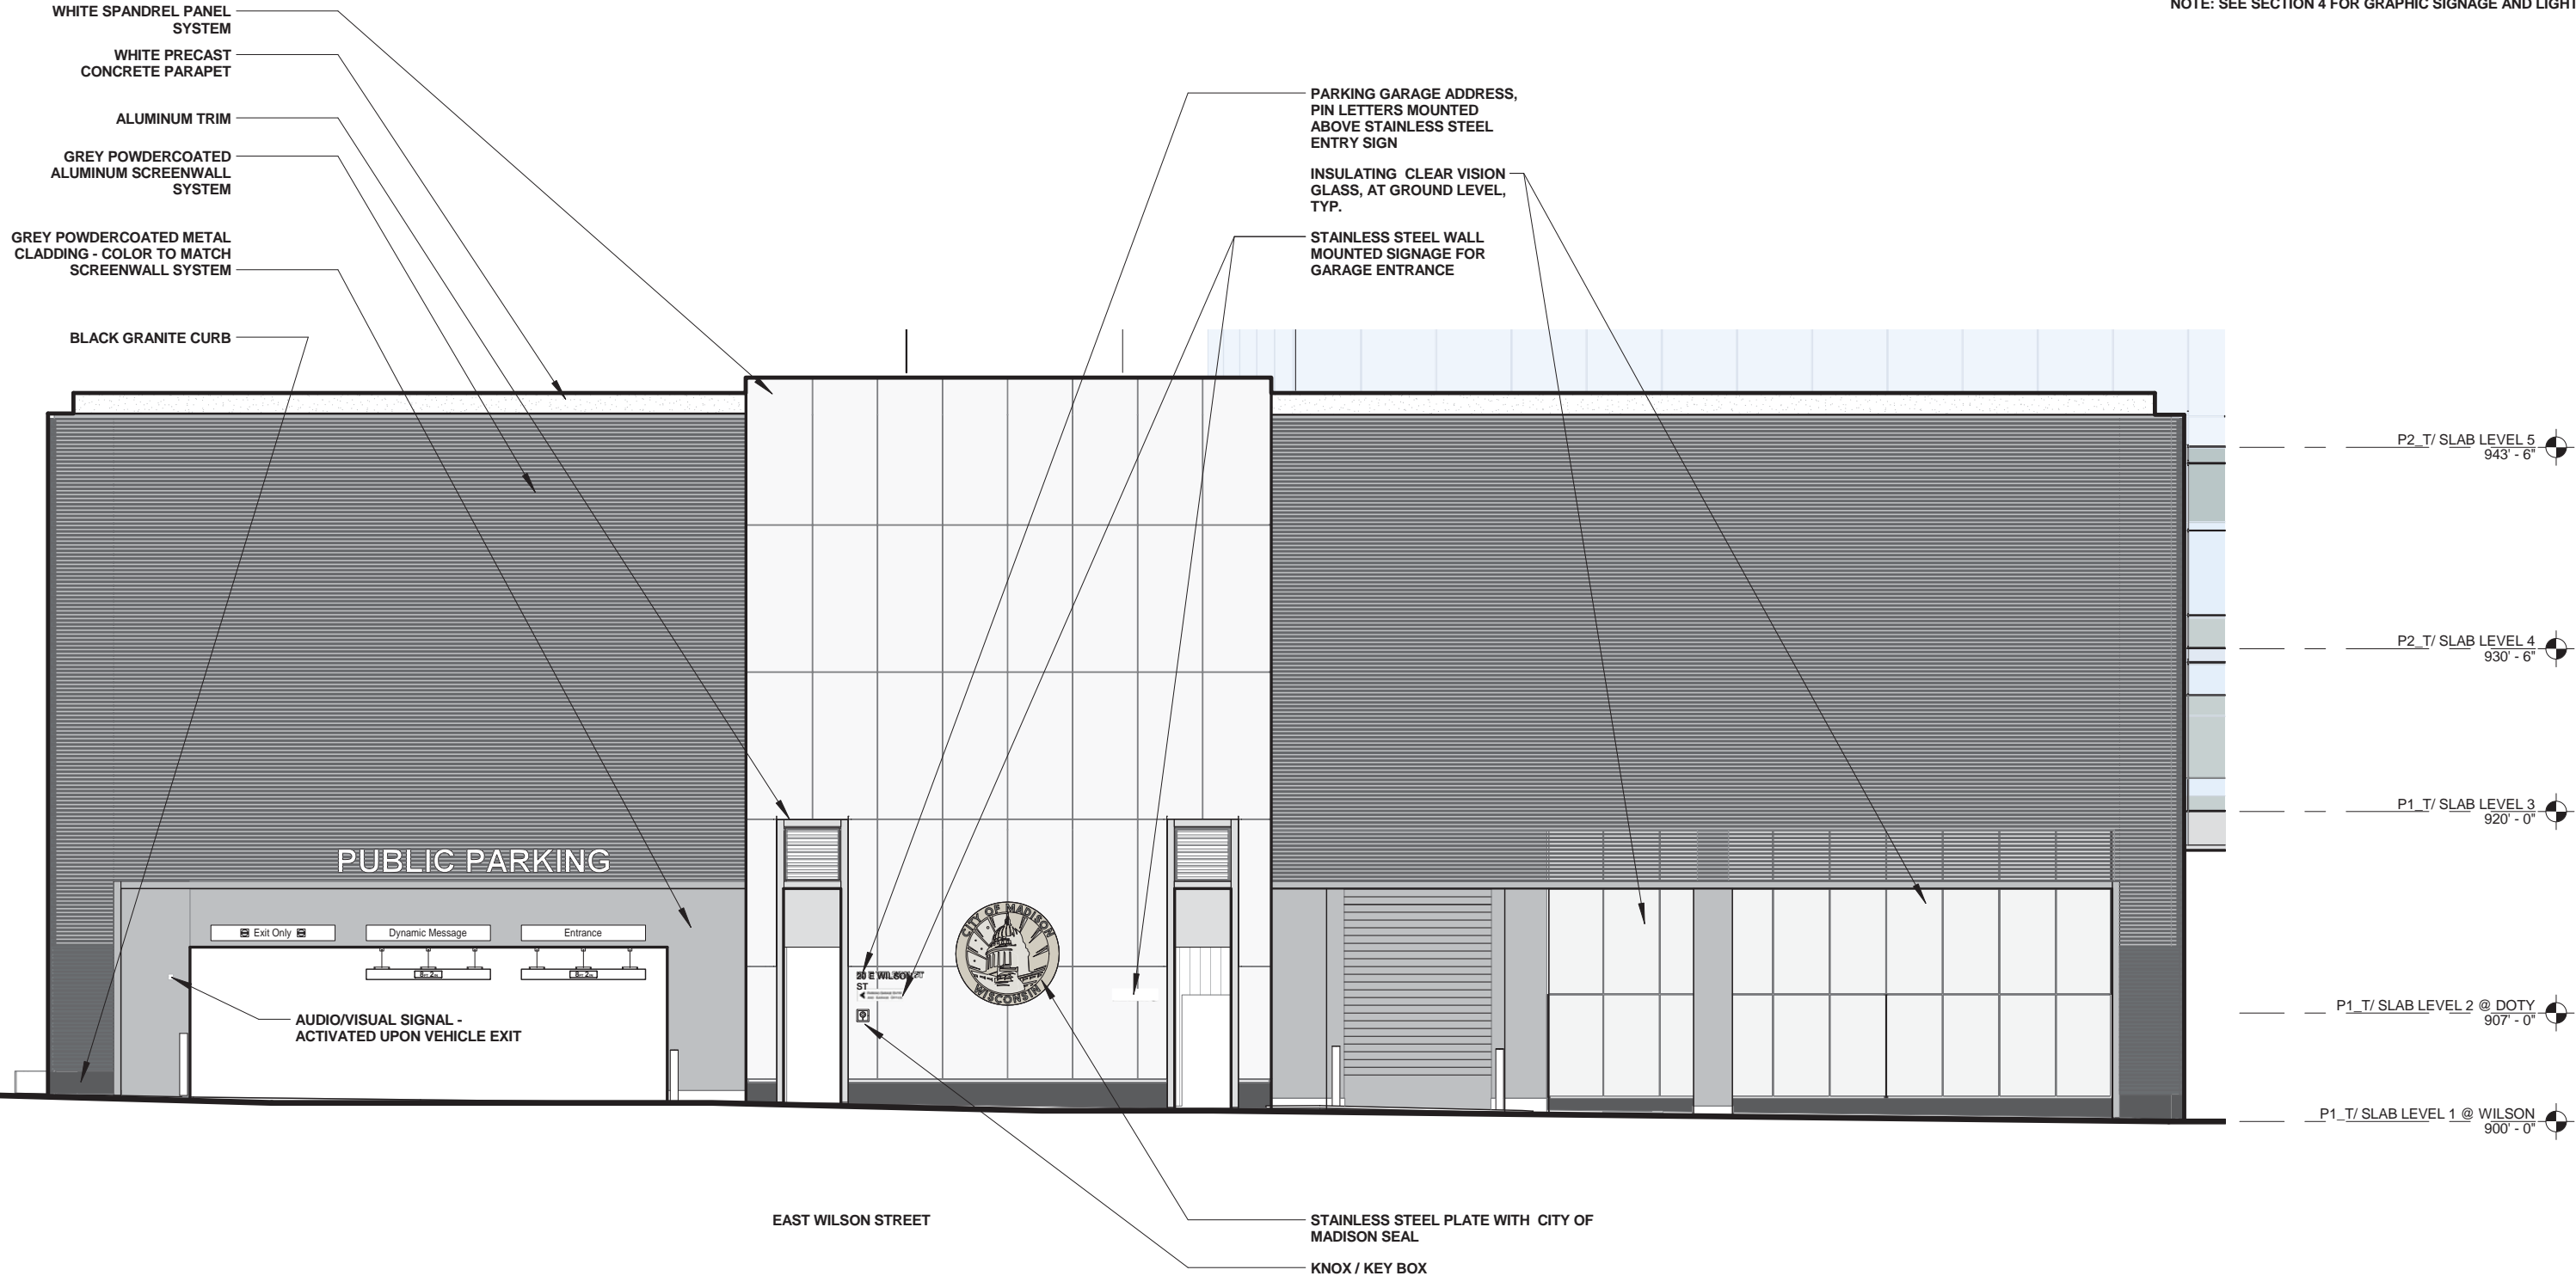 NOTE: SEE SECTION 4 FOR GRAPHIC SIGNAGE AND LIGHT
WHITE SPANDREL PANEL
SYSTEM
WHITE PRECAST
CONCRETE PARAPET
ALUMINUM TRIM
GREY POWDERCOATED
ALUMINUM SCREENWALL
SYSTEM
GREY POWDERCOATED METAL
CLADDING - COLOR TO MATCH
SCREENWALL SYSTEM
BLACK GRANITE CURB
PARKING GARAGE ADDRESS,
PIN LETTERS MOUNTED
ABOVE STAINLESS STEEL
ENTRY SIGN
INSULATING CLEAR VISION
GLASS, AT GROUND LEVEL,
TYP.
STAINLESS STEEL WALL
MOUNTED SIGNAGE FOR
GARAGE ENTRANCE
P2_T/ SLAB LEVEL 5
943' - 6"
P2_T/ SLAB LEVEL 4
930' - 6"
P1_T/ SLAB LEVEL 3
920' - 0"
P1_T/ SLAB LEVEL 2 @ DOTY
907' - 0"
P1_T/ SLAB LEVEL 1 @ WILSON
900' - 0"
PUBLIC PARKING
Exit Only
Dynamic Message
Entrance
8FT 2IN
8FT 2IN
AUDIO/VISUAL SIGNAL -
ACTIVATED UPON VEHICLE EXIT
E WILSON
ST
CITY OF MADISON
WISCONSIN
EAST WILSON STREET
STAINLESS STEEL PLATE WITH CITY OF
MADISON SEAL
KNOX / KEY BOX